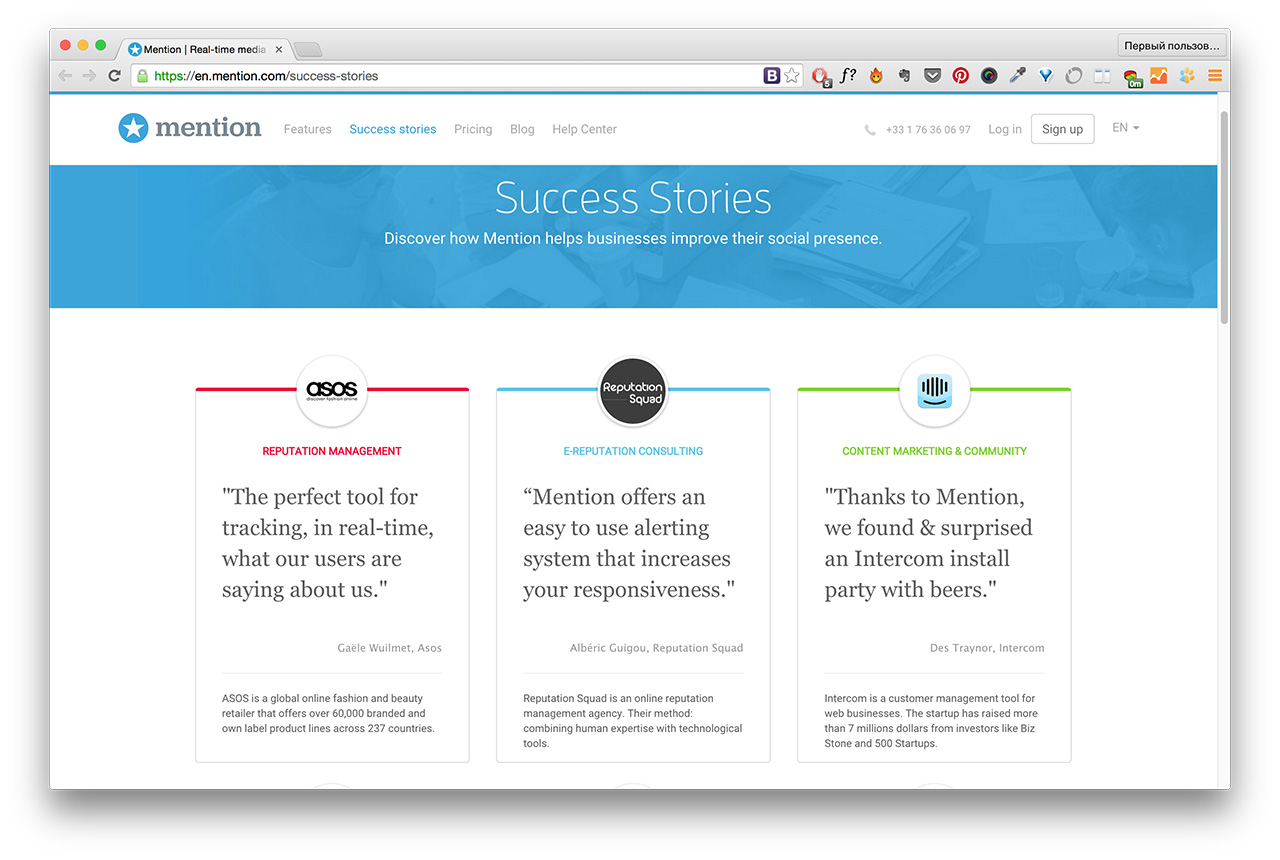 Mention | Real-time media
Первый пользов...
https://en.mention.com/success-stories
B
5
f?
0m
mention
Features
Success stories
Pricing
Blog
Help Center
+33 1 76 36 06 97
Log in
Sign up
EN
Success Stories
Discover how Mention helps businesses improve their social presence.
asos
discover fashion online
REPUTATION MANAGEMENT
"The perfect tool for
tracking, in real-time,
what our users are
saying about us."
Gaële Wuilmet, Asos
ASOS is a global online fashion and beauty
retailer that offers over 60,000 branded and
own label product lines across 237 countries.
Reputation
Squad
E-REPUTATION CONSULTING
“Mention offers an
easy to use alerting
system that increases
your responsiveness."
Albéric Guigou, Reputation Squad
Reputation Squad is an online reputation
management agency. Their method:
combining human expertise with technological
tools.
CONTENT MARKETING & COMMUNITY
"Thanks to Mention,
we found & surprised
an Intercom install
party with beers."
Des Traynor, Intercom
Intercom is a customer management tool for
web businesses. The startup has raised more
than 7 millions dollars from investors like Biz
Stone and 500 Startups.